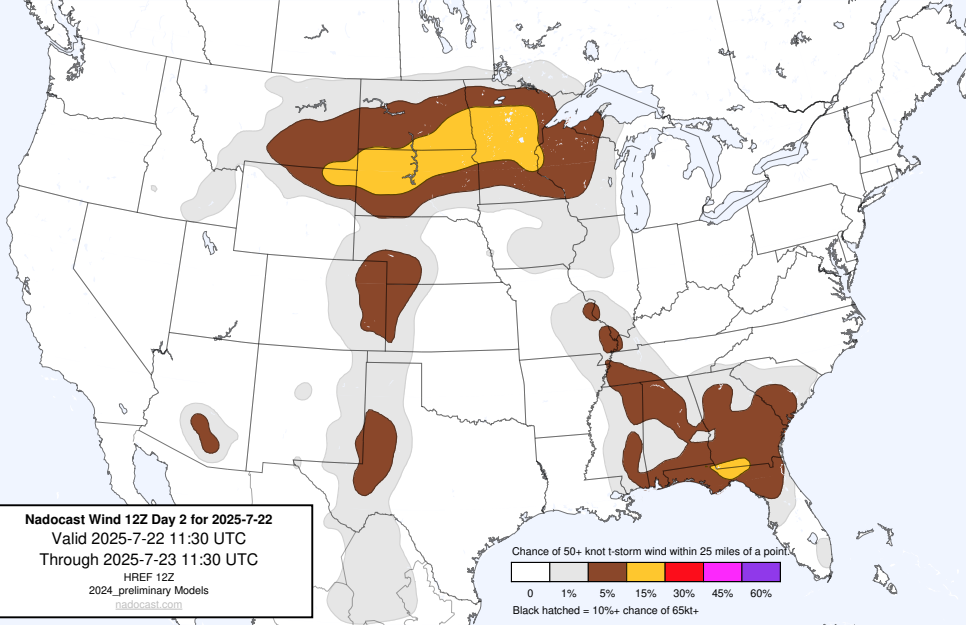 Nadocast Wind 12Z Day 2 for 2025-7-22
Valid 2025-7-22 11:30 UTC
Through 2025-7-23 11:30 UTC
HREF 12Z
2024_preliminary Models
nadocast.com
Chance of 50+ knot t-storm wind within 25 miles of a point.
0 1% 5% 15% 30% 45% 60%
Black hatched = 10%+ chance of 65kt+